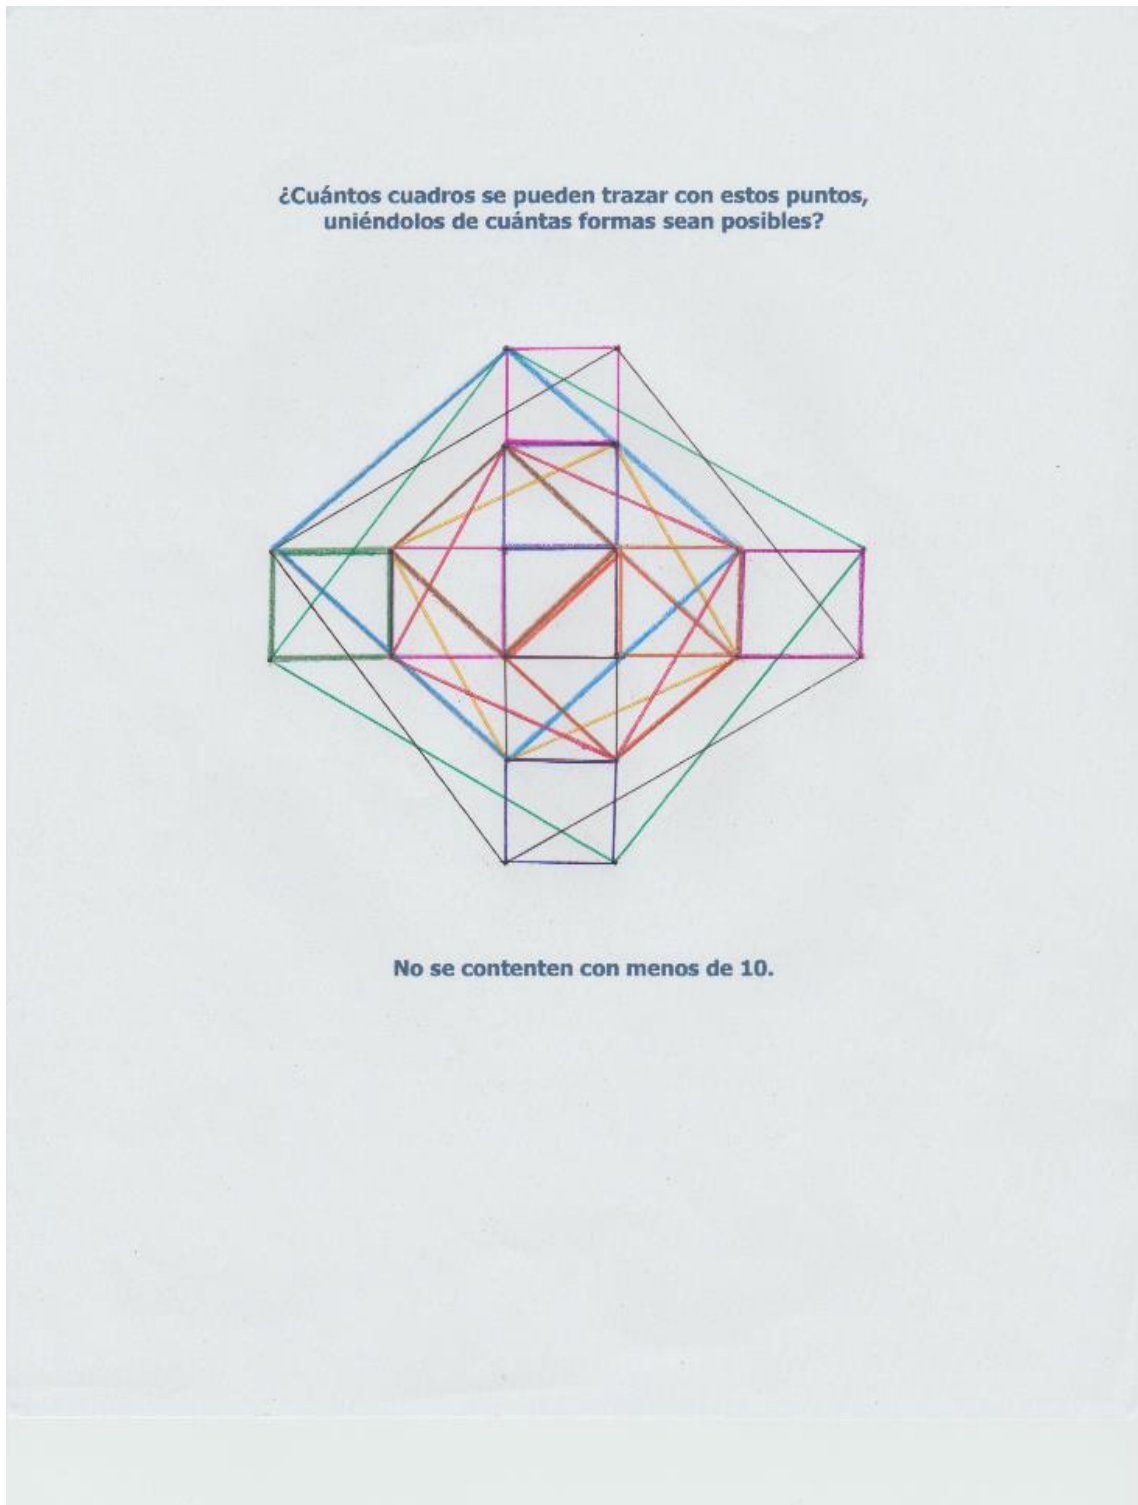 ¿Cuántos cuadros se pueden trazar con estos puntos,
uniéndolos de cuántas formas sean posibles?
No se contenten con menos de 10.